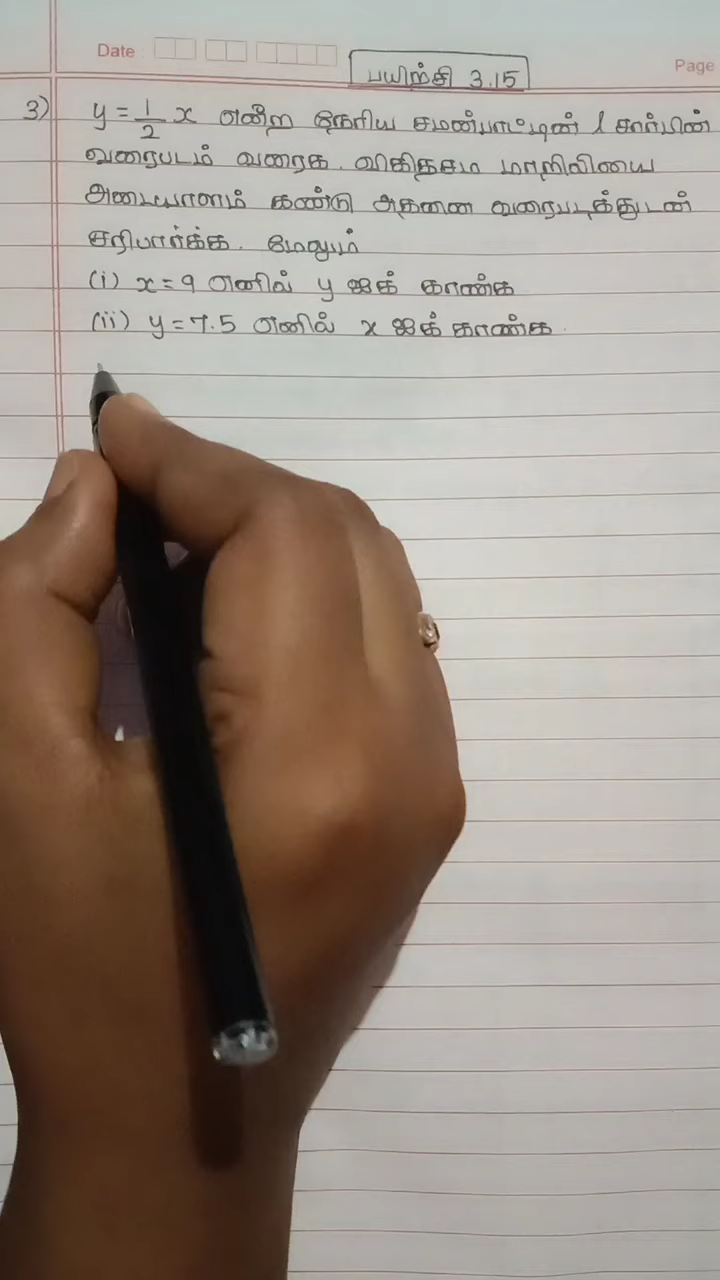 Date
Page
பயிற்சி 3.15
3) y = 1/2 x என்ற நேரிய சமன்பாட்டின் / சார்பின்
வரைபடம் வரைக. விகிதசம மாறிலியை
அடையாளம் கண்டு அதனை வரைபடத்துடன்
சரிபார்க்க. மேலும்
(i) x = 9 எனில் y ஐக் காண்க
(ii) y = 7.5 எனில் x ஐக் காண்க.